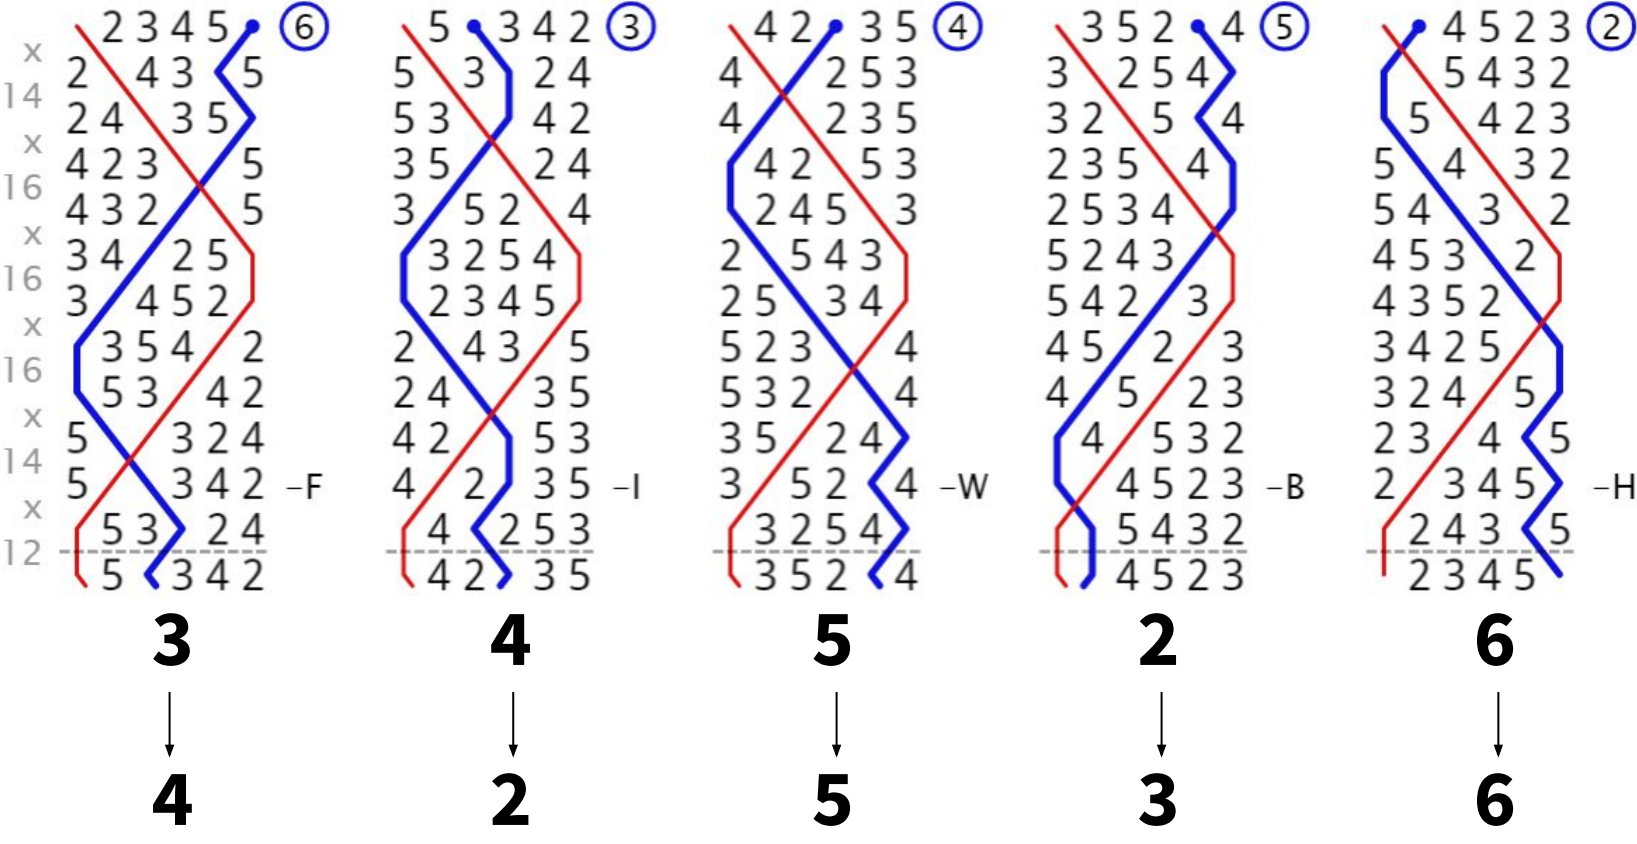 2 3 4 5 ⑥ 5 3 4 2 ③ 4 2 3 5 ④ 3 5 2 4 ⑤ 4 5 2 3 ②
x
2 4 3 5 5 3 2 4 4 2 5 3 3 2 5 4 5 4 3 2
14
2 4 3 5 5 3 4 2 4 2 3 5 3 2 5 4 5 4 2 3
x
4 2 3 5 3 5 2 4 4 2 5 3 2 3 5 4 5 4 3 2
16
4 3 2 5 3 5 2 4 2 4 5 3 2 5 3 4 5 4 3 2
x
3 4 2 5 3 2 5 4 2 5 4 3 5 2 4 3 4 5 3 2
16
3 4 5 2 2 3 4 5 2 5 3 4 5 4 2 3 4 3 5 2
x
3 5 4 2 2 4 3 5 5 2 3 4 4 5 2 3 3 4 2 5
16
5 3 4 2 2 4 3 5 5 3 2 4 4 5 2 3 3 2 4 5
x
5 3 2 4 4 2 5 3 3 5 2 4 4 5 3 2 2 3 4 5
14
5 3 4 2 –F 4 2 3 5 –I 3 5 2 4 –W 4 5 2 3 –B 2 3 4 5 –H
x
5 3 2 4 4 2 5 3 3 2 5 4 5 4 3 2 2 4 3 5
12
5 3 4 2 4 2 3 5 3 5 2 4 4 5 2 3 2 3 4 5
3 4 5 2 6
4 2 5 3 6